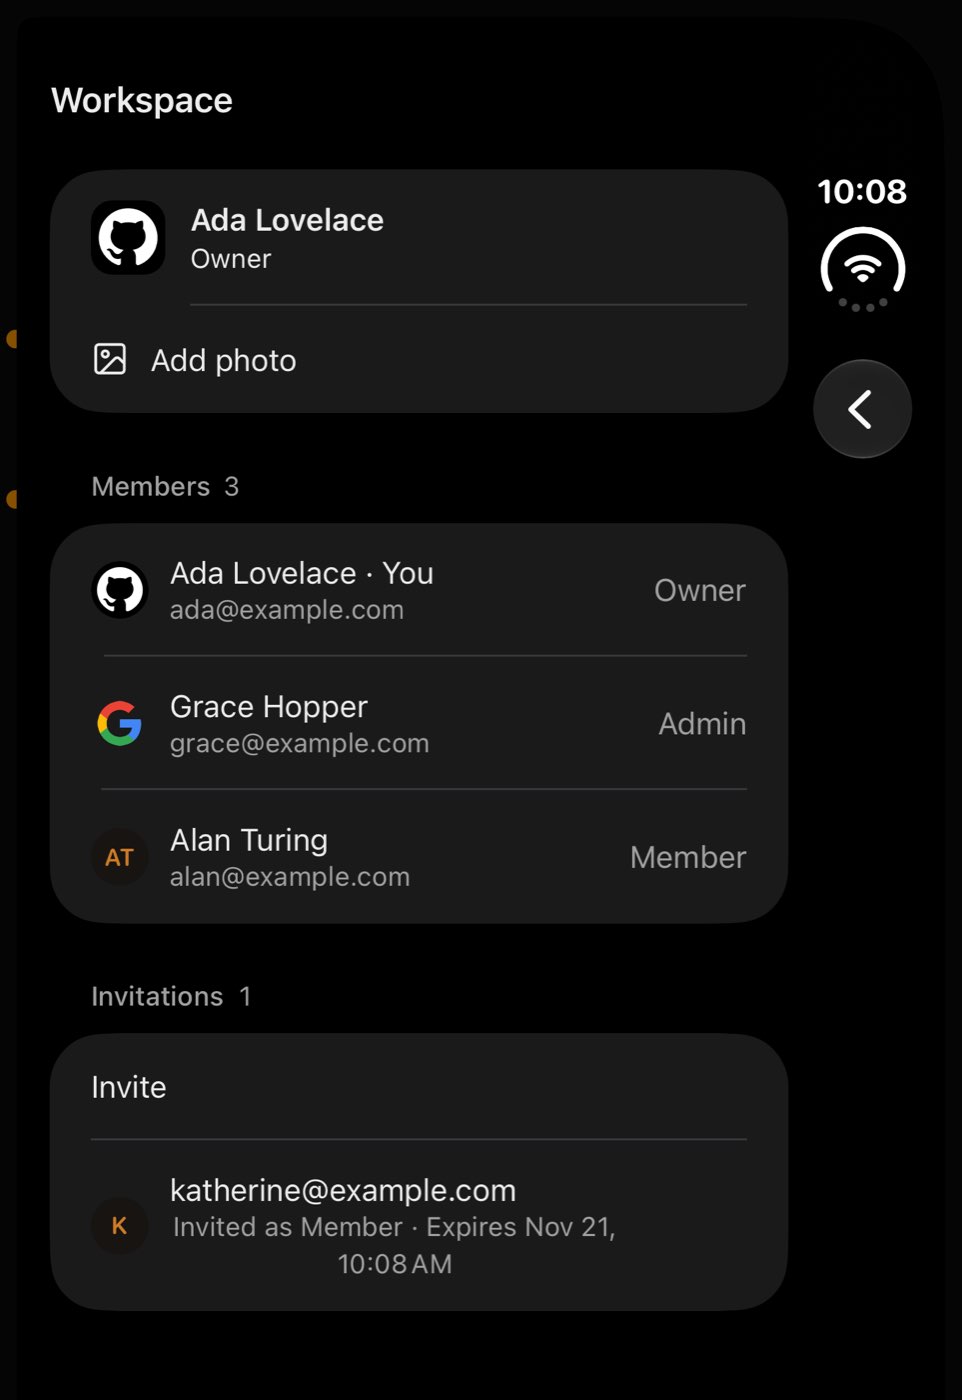 Workspace
10:08
Ada Lovelace
Owner
Add photo
Members 3
Ada Lovelace · You
ada@example.com
Owner
Grace Hopper
grace@example.com
Admin
AT
Alan Turing
alan@example.com
Member
Invitations 1
Invite
K
katherine@example.com
Invited as Member · Expires Nov 21,
10:08 AM